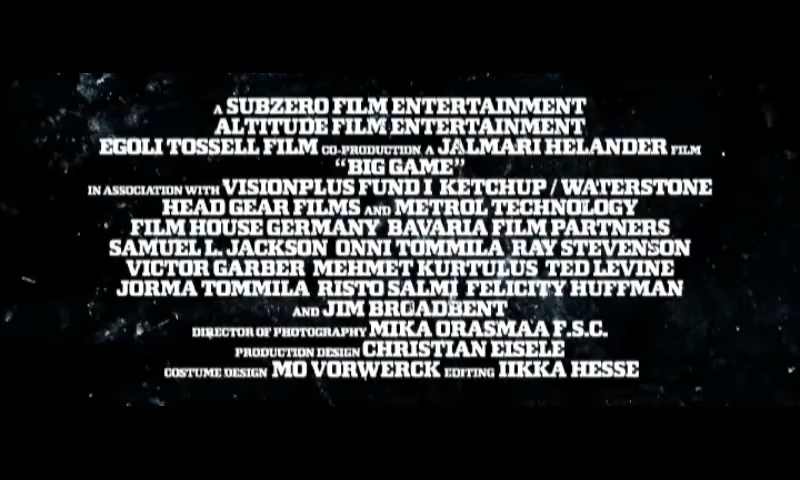 A SUBZERO FILM ENTERTAINMENT
ALTITUDE FILM ENTERTAINMENT
EGOLI TOSSELL FILM CO-PRODUCTION A JALMARI HELANDER FILM
“BIG GAME”
IN ASSOCIATION WITH VISIONPLUS FUND I KETCHUP / WATERSTONE
HEAD GEAR FILMS AND METROL TECHNOLOGY
FILM HOUSE GERMANY BAVARIA FILM PARTNERS
SAMUEL L. JACKSON ONNI TOMMILA RAY STEVENSON
VICTOR GARBER MEHMET KURTULUS TED LEVINE
JORMA TOMMILA RISTO SALMI FELICITY HUFFMAN
AND JIM BROADBENT
DIRECTOR OF PHOTOGRAPHY MIKA ORASMAA F.S.C.
PRODUCTION DESIGN CHRISTIAN EISELE
COSTUME DESIGN MO VORWERCK EDITING IIKKA HESSE